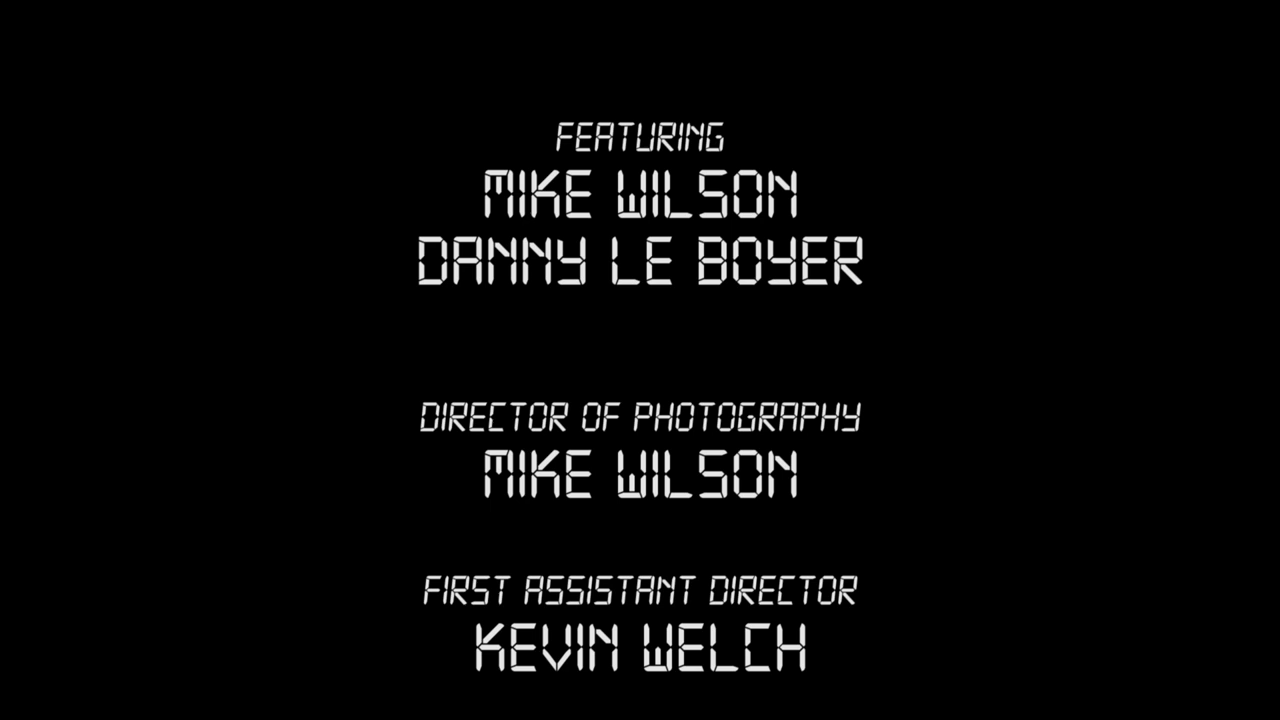 FEATURING
MIKE WILSON
DANNY LE BOYER
DIRECTOR OF PHOTOGRAPHY
MIKE WILSON
FIRST ASSISTANT DIRECTOR
KEVIN WELCH